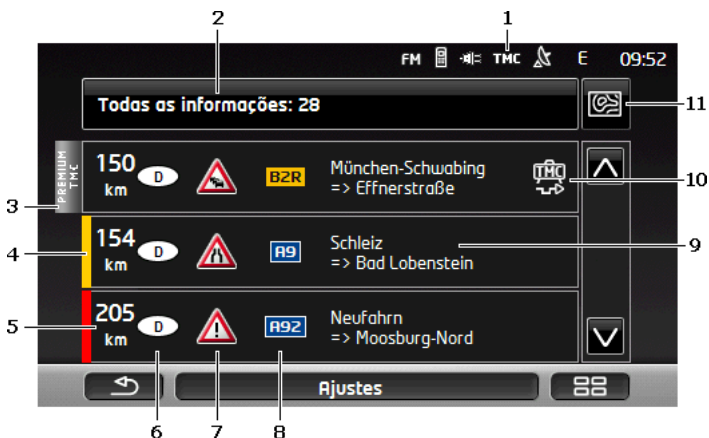 2
1
FM TMC E 09:52
Todas as informações: 28
11
PREMIUM
TMC
150
km
D
B2R
München-Schwabing
=> Effnerstraße
TMC
10
3
154
km
D
A9
Schleiz
=> Bad Lobenstein
9
4
205
km
D
A92
Neufahrn
=> Moosburg-Nord
5
Ajustes
6
7
8